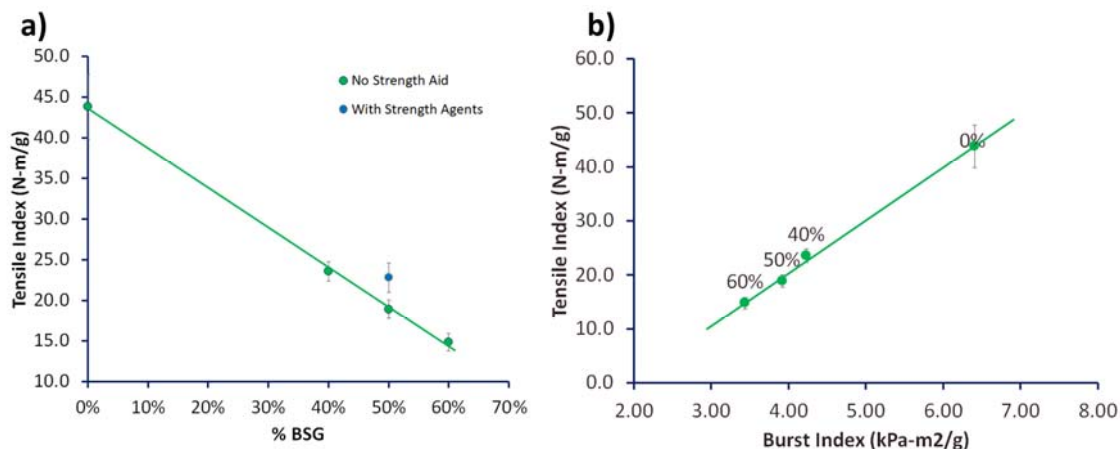 a)
50.0
45.0
40.0
35.0
30.0
25.0
20.0
15.0
10.0
Tensile Index (N-m/g)
No Strength Aid
With Strength Agents
0% 10% 20% 30% 40% 50% 60% 70%
% BSG
b)
60.0
50.0
40.0
30.0
20.0
10.0
0.0
Tensile Index (N-m/g)
0%
40%
50%
60%
2.00 3.00 4.00 5.00 6.00 7.00 8.00
Burst Index (kPa-m2/g)